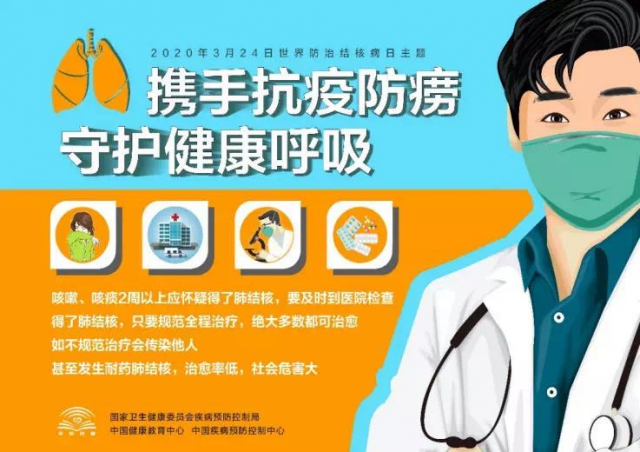 2020年3月24日世界防治结核病日主题
携手抗疫防痨
守护健康呼吸
咳嗽、咳痰2周以上应怀疑得了肺结核，要及时到医院检查
得了肺结核，只要规范全程治疗，绝大多数都可治愈
如不规范治疗会传染他人
甚至发生耐药肺结核，治愈率低，社会危害大
国家卫生健康委员会疾病预防控制局
中国健康教育中心 中国疾病预防控制中心